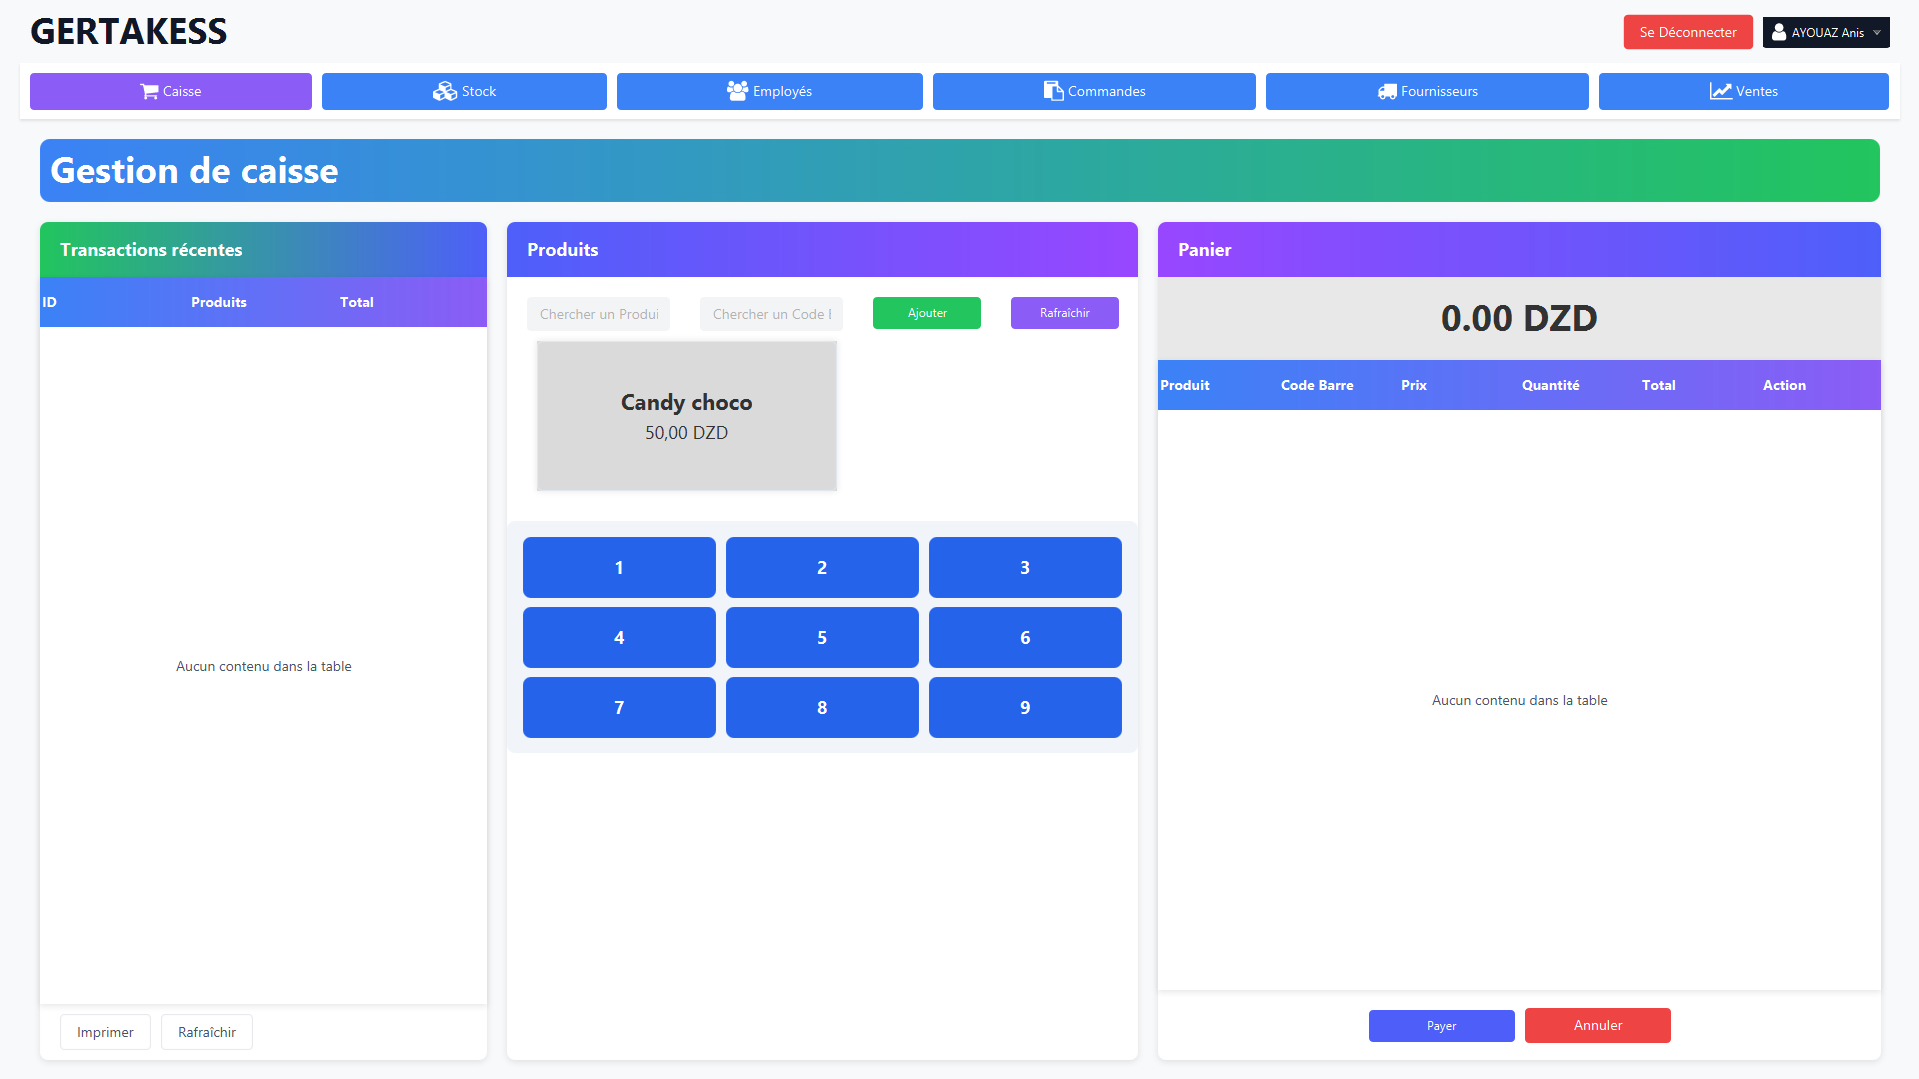 GERTAKESS
Se Déconnecter
AYOUAZ Anis
Caisse
Stock
Employés
Commandes
Fournisseurs
Ventes
Gestion de caisse
Transactions récentes
ID Produits Total
Aucun contenu dans la table
Imprimer
Rafraîchir
Produits
Chercher un Produi
Chercher un Code
Ajouter
Rafraîchir
Candy choco
50,00 DZD
1 2 3
4 5 6
7 8 9
Panier
0.00 DZD
Produit Code Barre Prix Quantité Total Action
Aucun contenu dans la table
Payer
Annuler